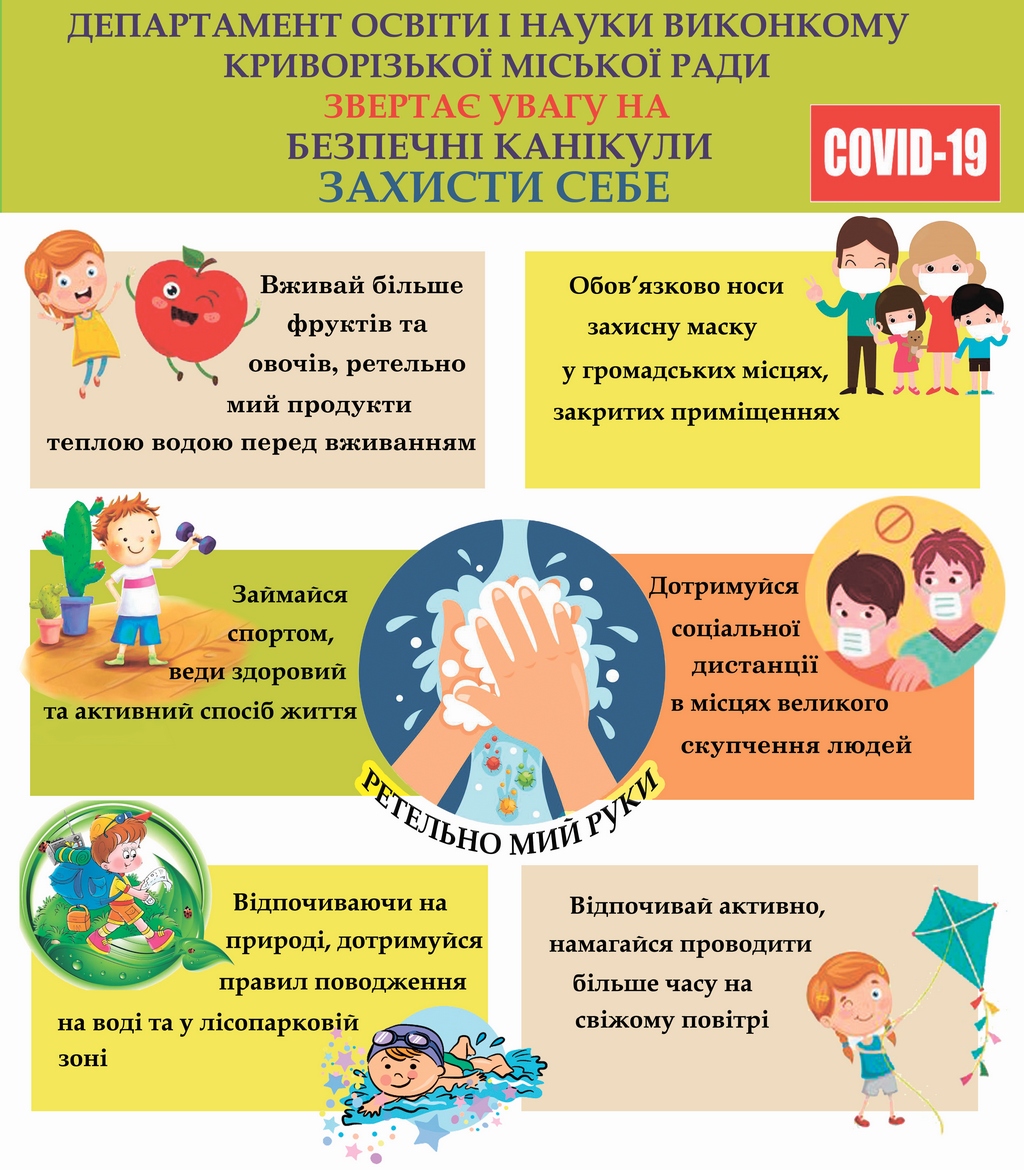 ДЕПАРТАМЕНТ ОСВІТИ І НАУКИ ВИКОНКОМУ
КРИВОРІЗЬКОЇ МІСЬКОЇ РАДИ
ЗВЕРТАЄ УВАГУ НА
БЕЗПЕЧНІ КАНІКУЛИ
ЗАХИСТИ СЕБЕ
COVID-19
Вживай більше
фруктів та
овочів, ретельно
мий продукти
теплою водою перед вживанням
Обов’язково носи
захисну маску
у громадських місцях,
закритих приміщеннях
Займайся
спортом,
веди здоровий
та активний спосіб життя
Дотримуйся
соціальної
дистанції
в місцях великого
скупчення людей
РЕТЕЛЬНО МИЙ РУКИ
Відпочиваючи на
природі, дотримуйся
правил поводження
на воді та у лісопарковій
зоні
Відпочивай активно,
намагайся проводити
більше часу на
свіжому повітрі